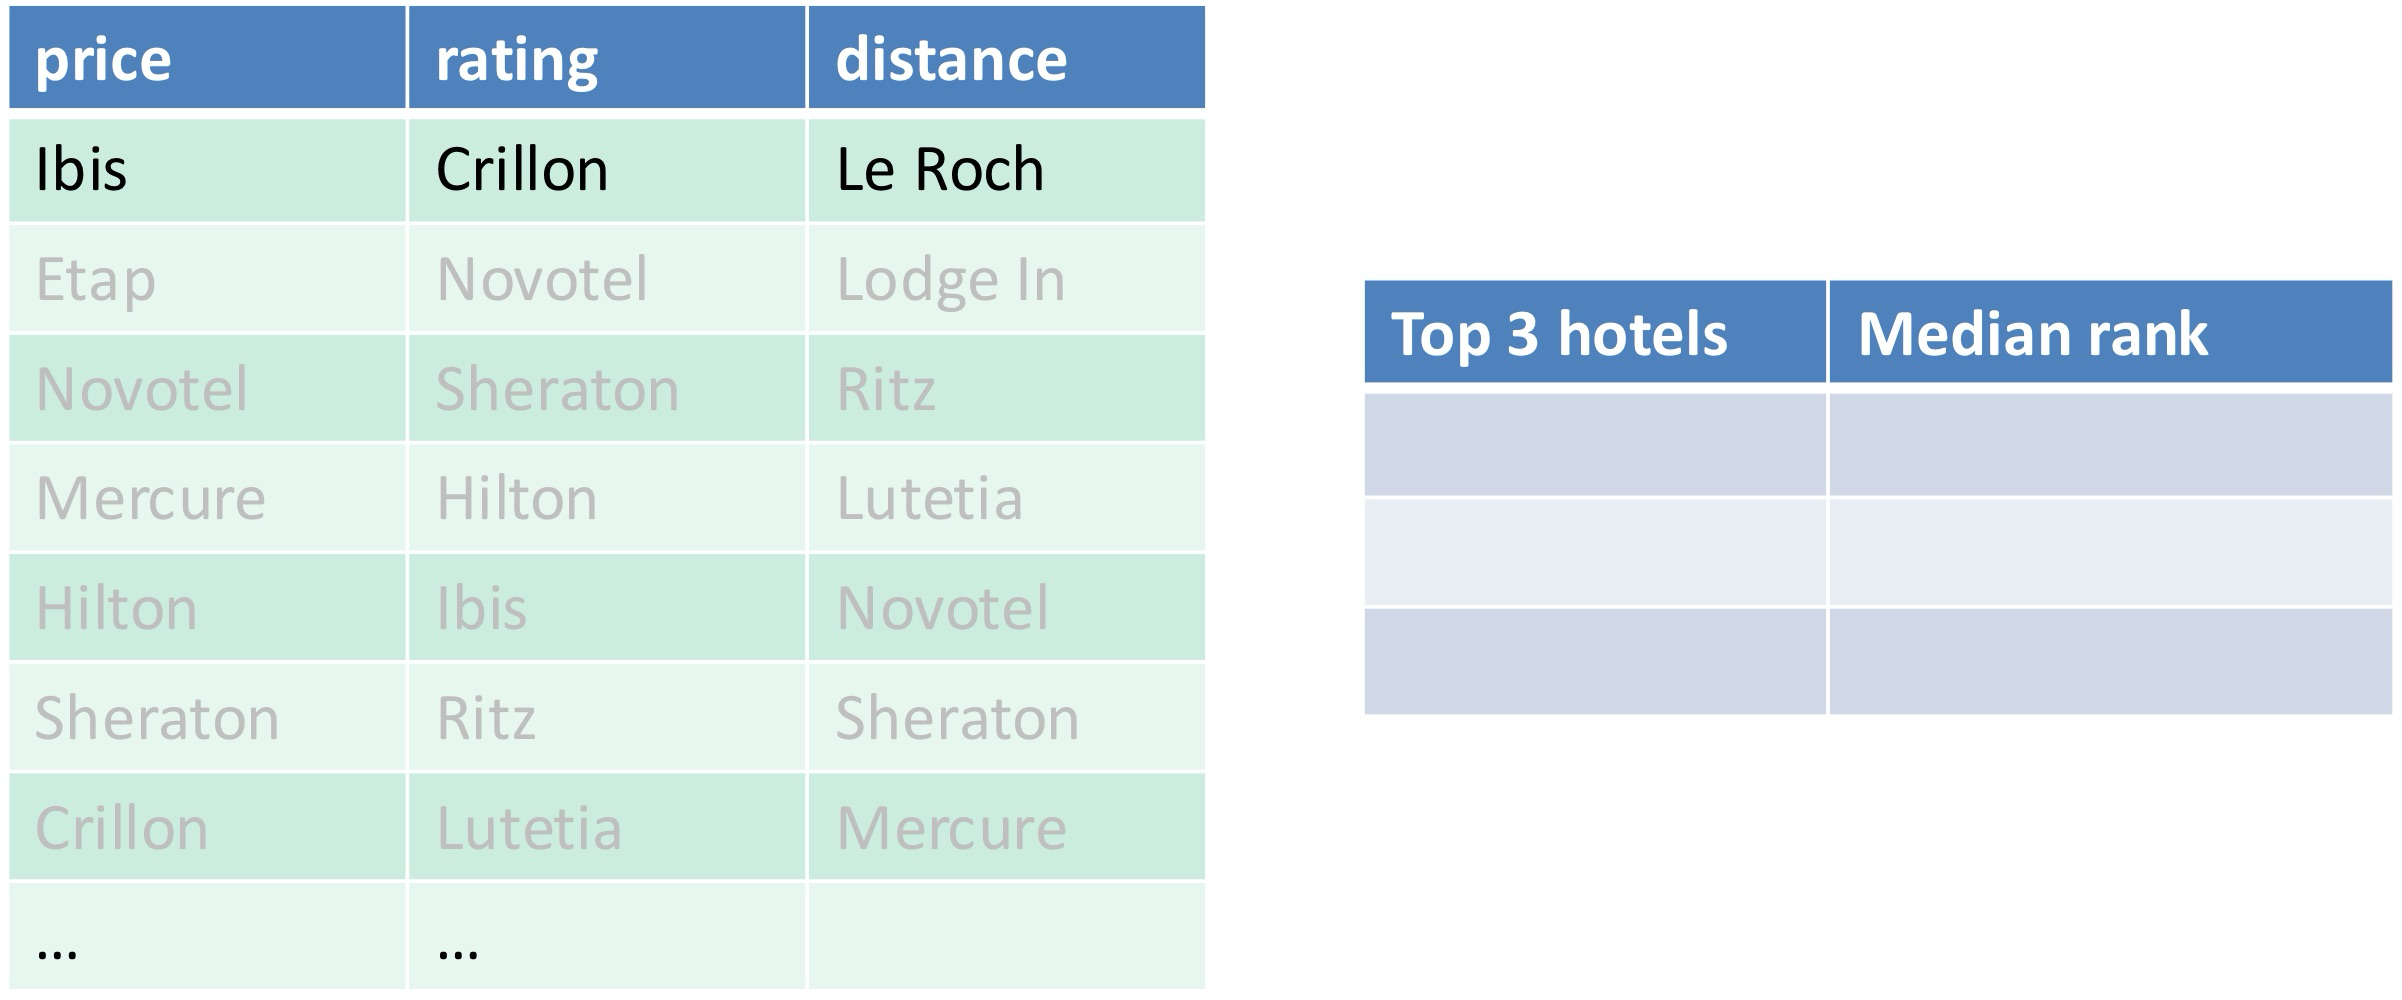 price rating distance
Ibis Crillon Le Roch
Etap Novotel Lodge In
Novotel Sheraton Ritz
Mercure Hilton Lutetia
Hilton Ibis Novotel
Sheraton Ritz Sheraton
Crillon Lutetia Mercure
... ...
Top 3 hotels Median rank